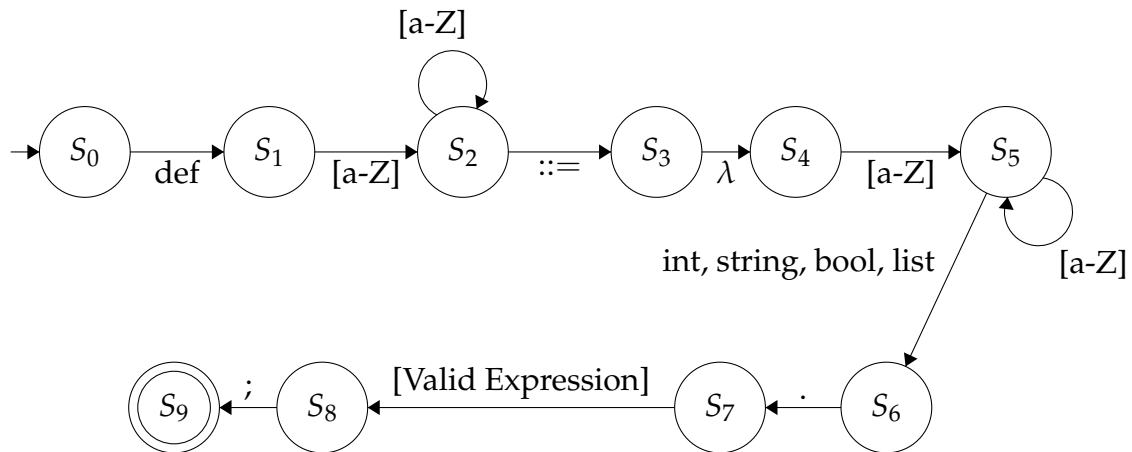 [a-Z]
S0 S1 S2 S3 S4 S5
def [a-Z] ::= λ [a-Z]
int, string, bool, list [a-Z]
; [Valid Expression] .
S9 S8 S7 S6